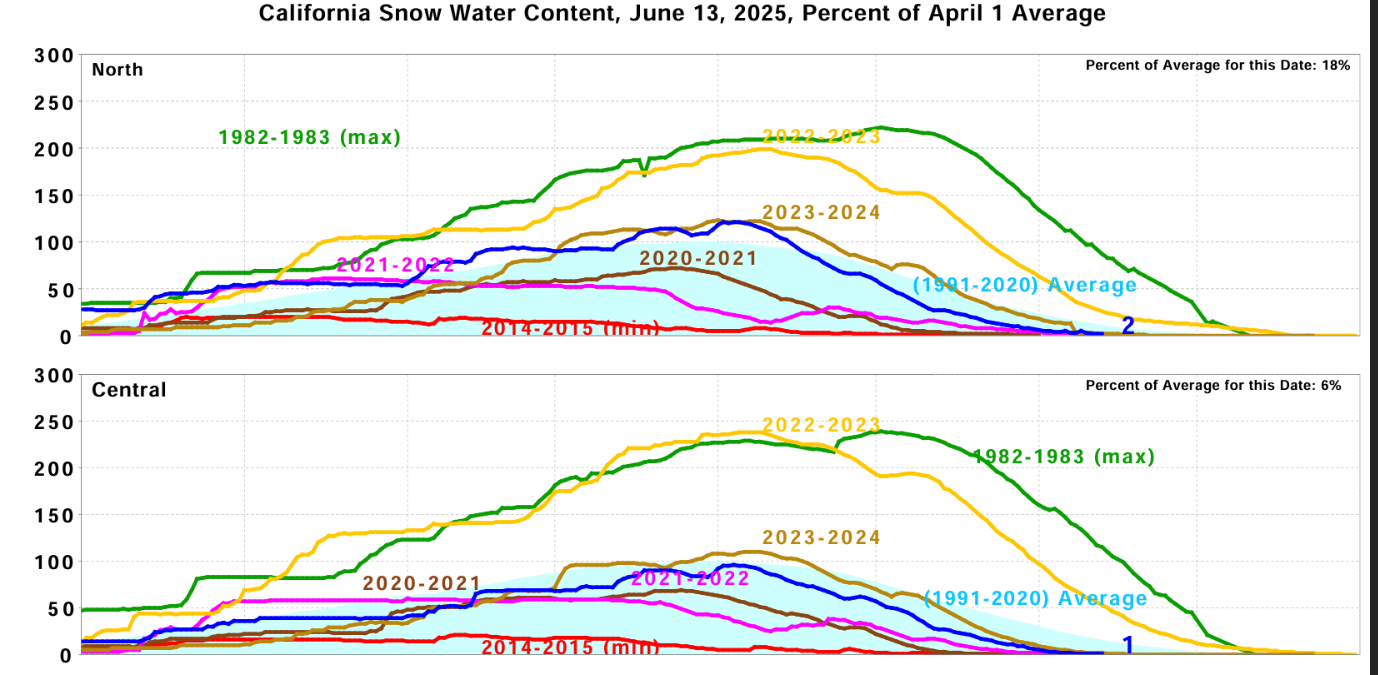 California Snow Water Content, June 13, 2025, Percent of April 1 Average
300
North
Percent of Average for this Date: 18%
250
1982-1983 (max)
2022-2023
200
150
2023-2024
100
2021-2022
2020-2021
50
(1991-2020) Average
2014-2015 (min)
2
0
300
Central
Percent of Average for this Date: 6%
250
2022-2023
1982-1983 (max)
200
150
2023-2024
100
2020-2021
2021-2022
50
(1991-2020) Average
2014-2015 (min)
1
0